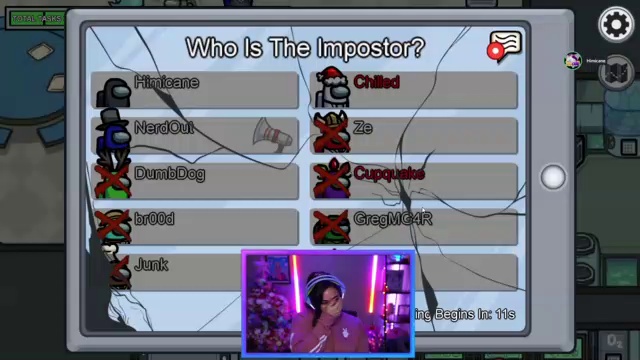 TOTAL TASKS
Who Is The Impostor?
Himicane
Chilled
Himicane
NerdOut
Ze
DumbDog
Cupquake
br00d
GregMC4R
Junk
ing Begins In: 11s